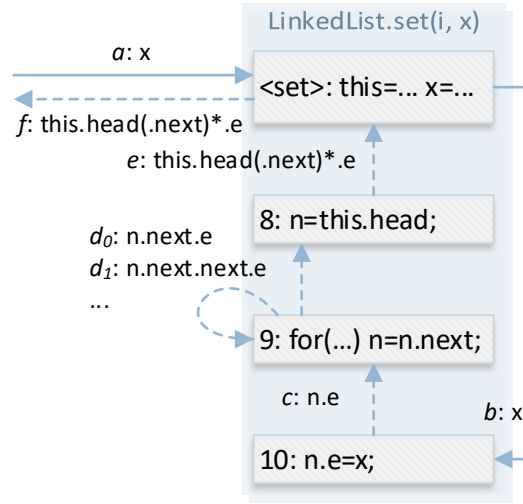 LinkedList.set(i, x)
a: x
<set>: this=... x=...
f: this.head(.next)*.e
e: this.head(.next)*.e
8: n=this.head;
d₀: n.next.e
d₁: n.next.next.e
...
9: for(...) n=n.next;
c: n.e
b: x
10: n.e=x;